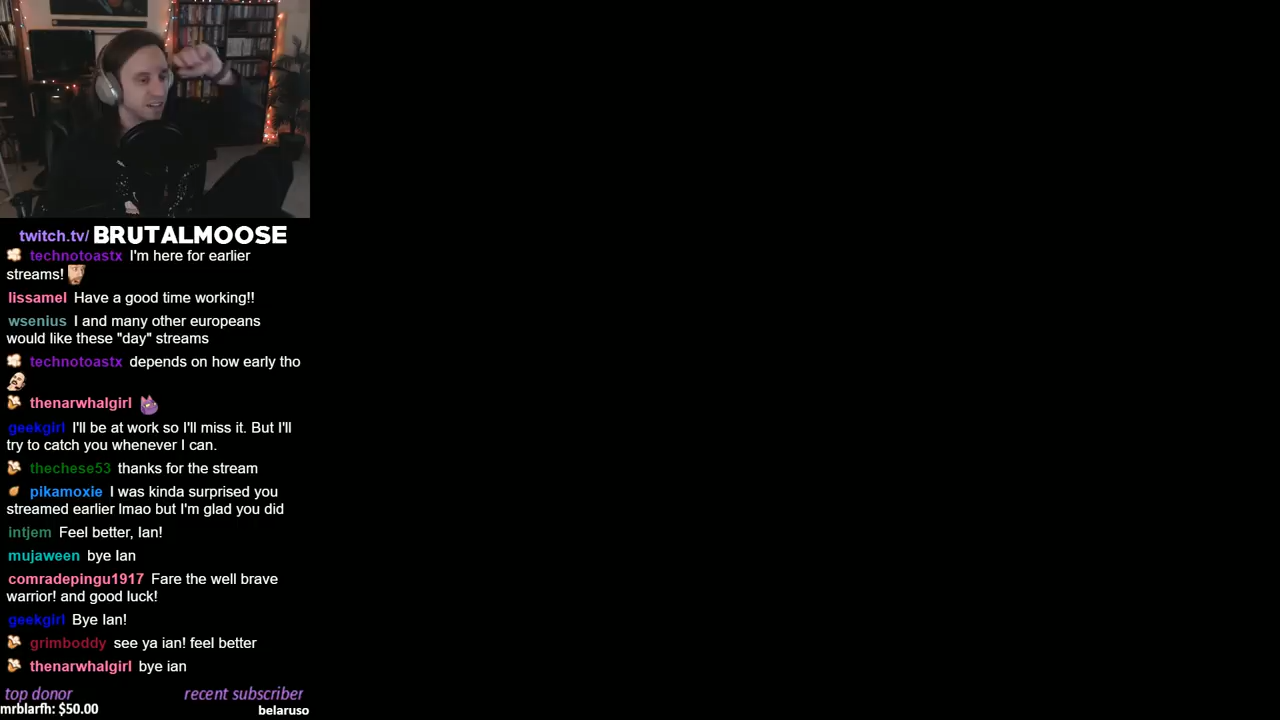 twitch.tv/BRUTALMOOSE
technotoastx I'm here for earlier
streams!
lissamel Have a good time working!!
wsenius I and many other europeans
would like these "day" streams
technotoastx depends on how early tho
thenarwhalgirl
geekgirl I'll be at work so I'll miss it. But I'll
try to catch you whenever I can.
thechese53 thanks for the stream
pikamoxie I was kinda surprised you
streamed earlier lmao but I'm glad you did
intjem Feel better, Ian!
mujaween bye Ian
comradepingu1917 Fare the well brave
warrior! and good luck!
geekgirl Bye Ian!
grimboddy see ya ian! feel better
thenarwhalgirl bye ian
top donor recent subscriber
mrblarfh: $50.00 belaruso